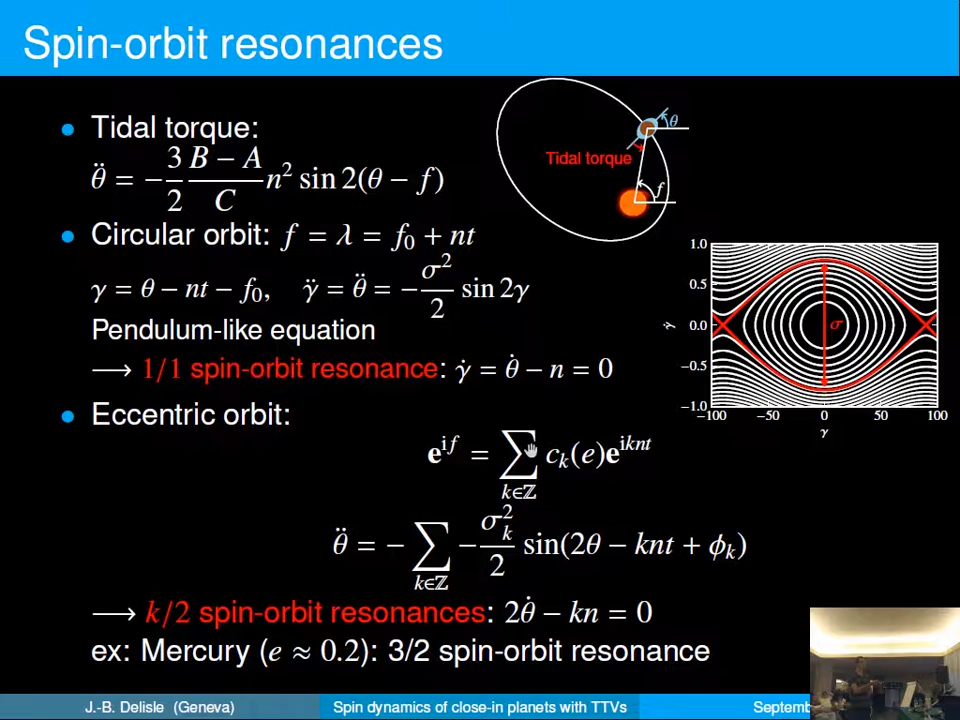 Spin-orbit resonances
• Tidal torque:
θ̈ = −(3/2) (B − A)/C n² sin 2(θ − f)
θ
Tidal torque
f
• Circular orbit: f = λ = f₀ + nt
γ = θ − nt − f₀, γ̈ = θ̈ = −σ²/2 sin 2γ
Pendulum-like equation
⟶ 1/1 spin-orbit resonance: γ̇ = θ̇ − n = 0
1.0
0.5
0.0
−0.5
−1.0
γ̇
σ
−100 −50 0 50 100
γ
• Eccentric orbit:
e^{if} = ∑_{k∈ℤ} c_k(e)e^{iknt}
θ̈ = − ∑_{k∈ℤ} −σ_k²/2 sin(2θ − knt + ϕ_k)
⟶ k/2 spin-orbit resonances: 2θ̇ − kn = 0
ex: Mercury (e ≈ 0.2): 3/2 spin-orbit resonance
J.-B. Delisle (Geneva) Spin dynamics of close-in planets with TTVs Septemb